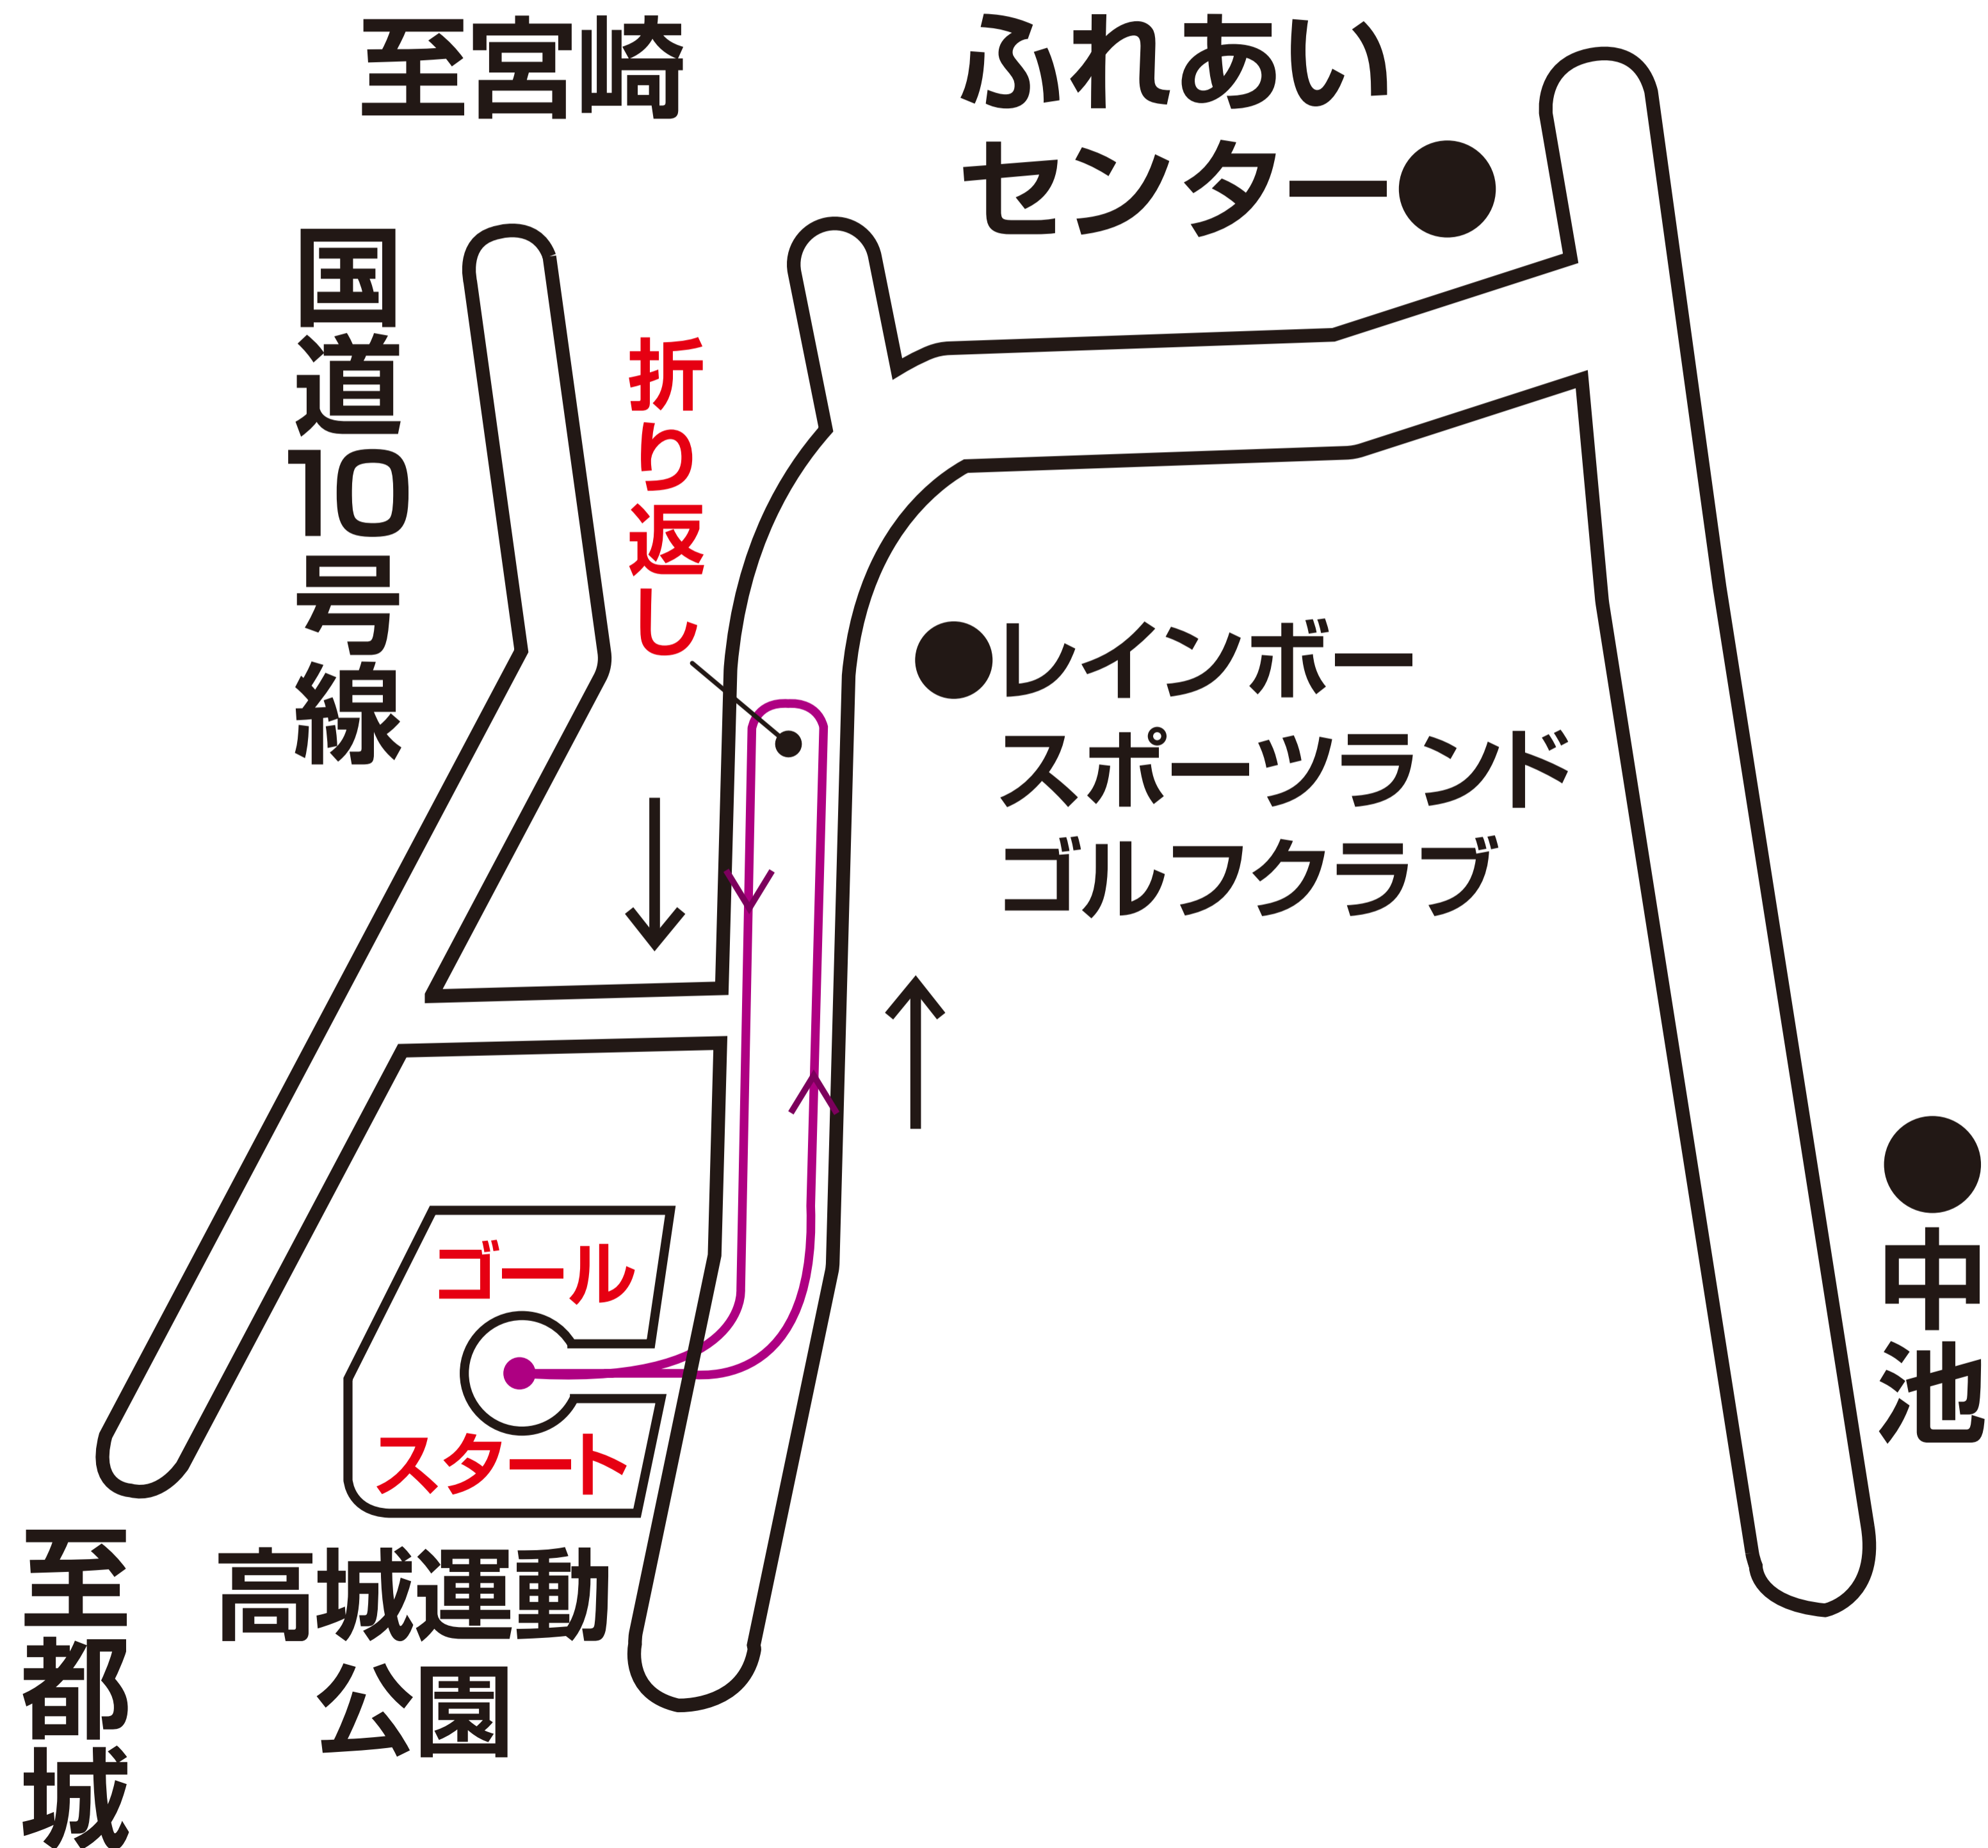 至宮崎
ふれあい
センター
国道10号線
折り返し
レインボー
スポーツランド
ゴルフクラブ
中池
ゴール
スタート
高城運動
公園
至都城